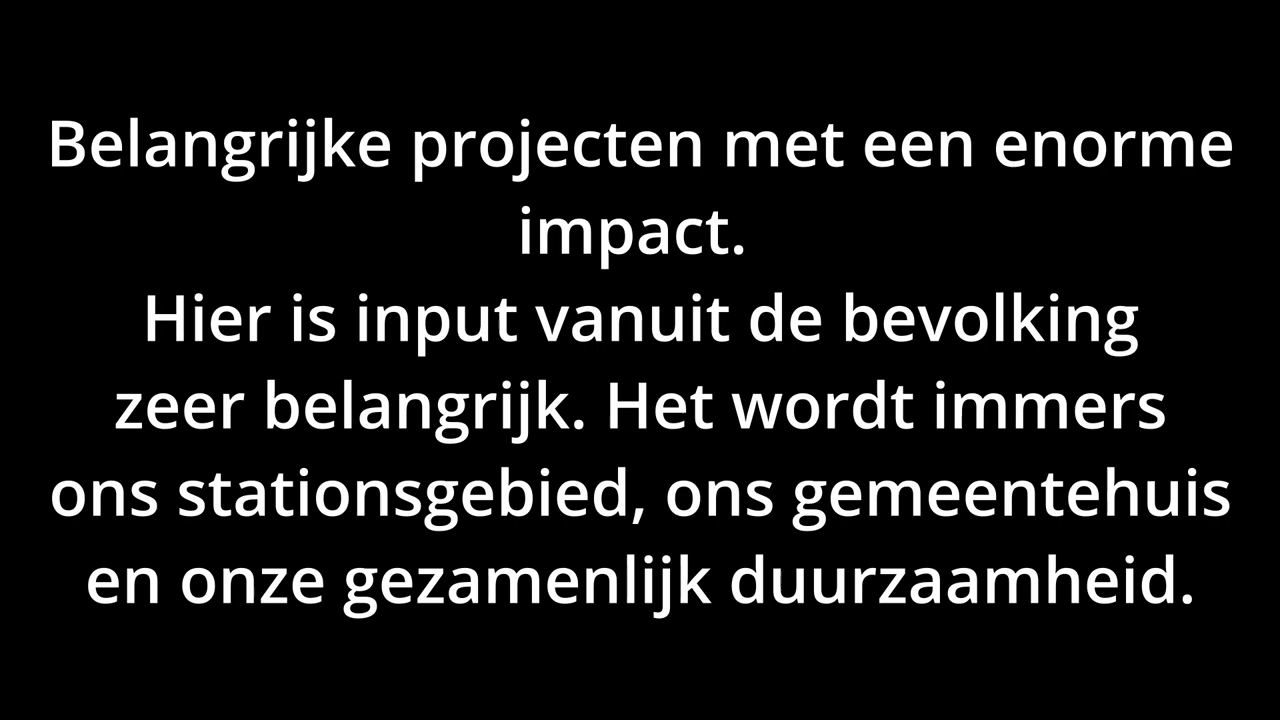 Belangrijke projecten met een enorme
impact.
Hier is input vanuit de bevolking
zeer belangrijk. Het wordt immers
ons stationsgebied, ons gemeentehuis
en onze gezamenlijk duurzaamheid.